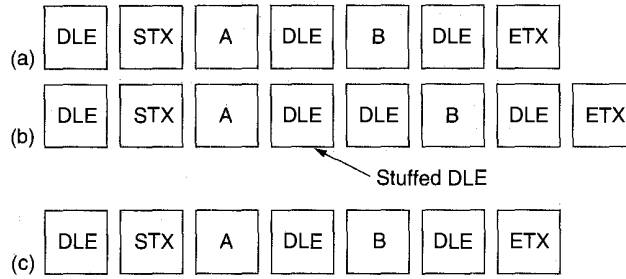 (a) DLE STX A DLE B DLE ETX
(b) DLE STX A DLE DLE B DLE ETX
Stuffed DLE
(c) DLE STX A DLE B DLE ETX